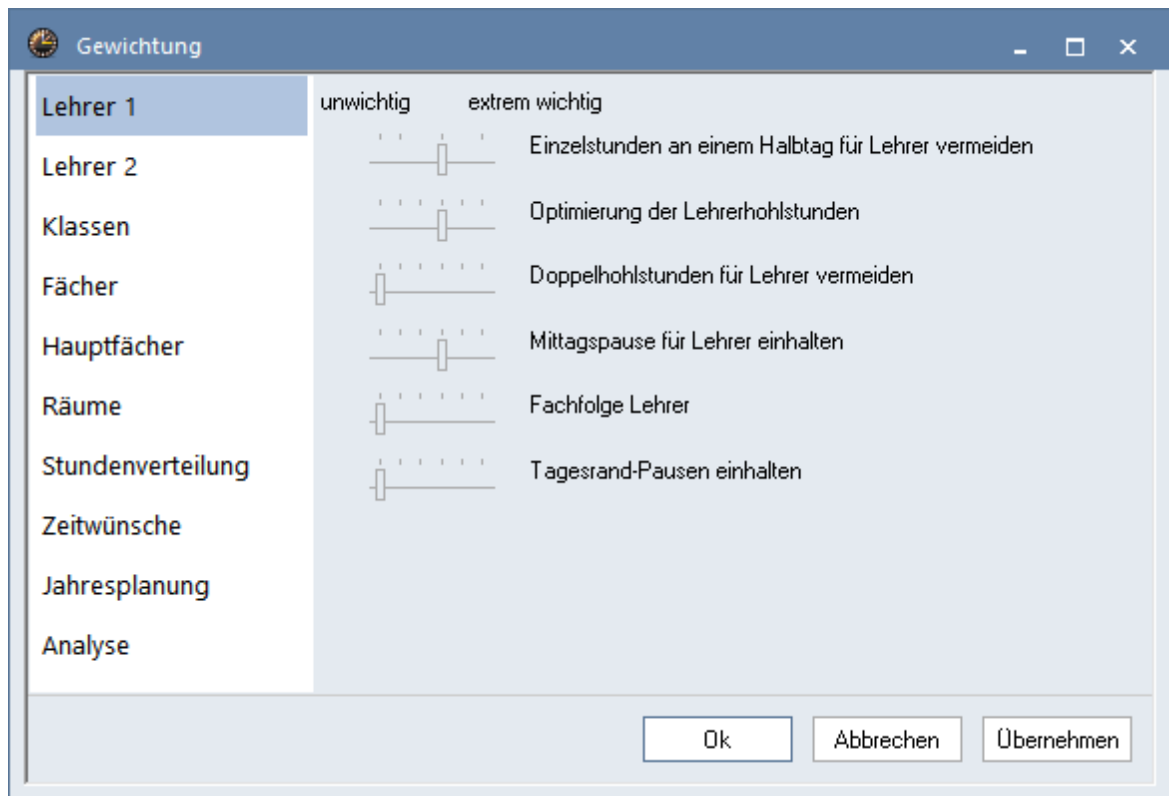 Gewichtung
Lehrer 1
Lehrer 2
Klassen
Fächer
Hauptfächer
Räume
Stundenverteilung
Zeitwünsche
Jahresplanung
Analyse
unwichtig extrem wichtig
Einzelstunden an einem Halbtag für Lehrer vermeiden
Optimierung der Lehrerhohlstunden
Doppelhohlstunden für Lehrer vermeiden
Mittagspause für Lehrer einhalten
Fachfolge Lehrer
Tagesrand-Pausen einhalten
Ok Abbrechen Übernehmen